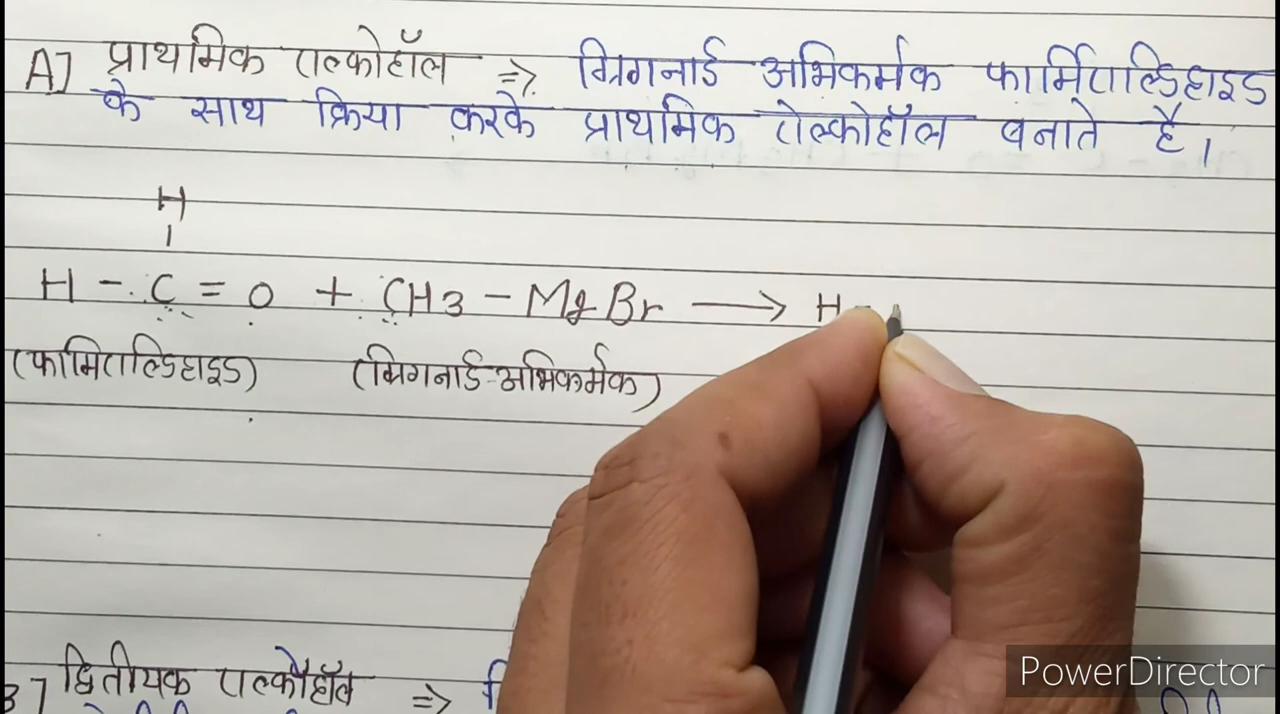 A] प्राथमिक एल्कोहॉल => ग्रिगनार्ड अभिकर्मक फार्मिएल्डिहाइड
के साथ क्रिया करके प्राथमिक ऐल्कोहॉल बनाते है।
H
|
H - C = O + CH3 - MgBr ⟶ H -
(फार्मिएल्डिहाइड) (ग्रिगनार्ड-अभिकर्मक)
द्वितीयक एल्कौहॉल =>
PowerDirector